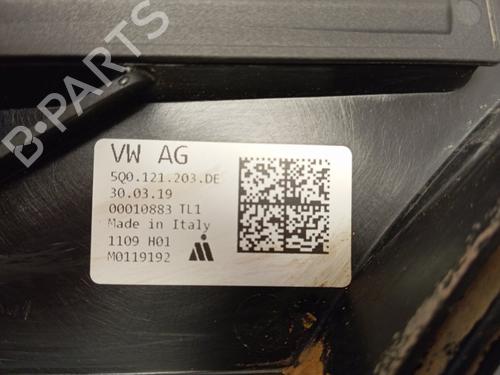 B-PARTS
VW AG
5Q0.121.203.DE
30.03.19
00010883 TL1
Made in Italy
1109 H01
M0119192